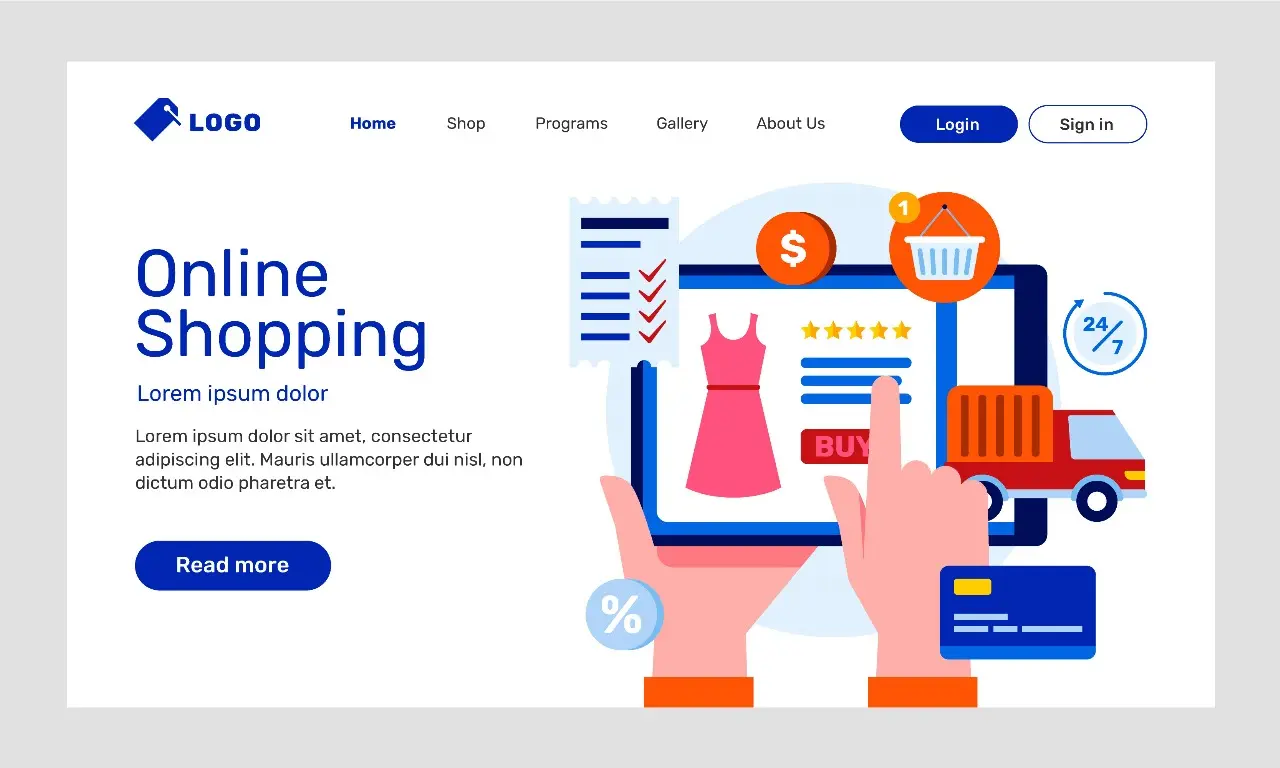 LOGO
Home
Shop
Programs
Gallery
About Us
Login
Sign in
Online
Shopping
Lorem ipsum dolor
Lorem ipsum dolor sit amet, consectetur
adipiscing elit. Mauris ullamcorper dui nisl, non
dictum odio pharetra et.
Read more
$
1
24/7
BUY
%